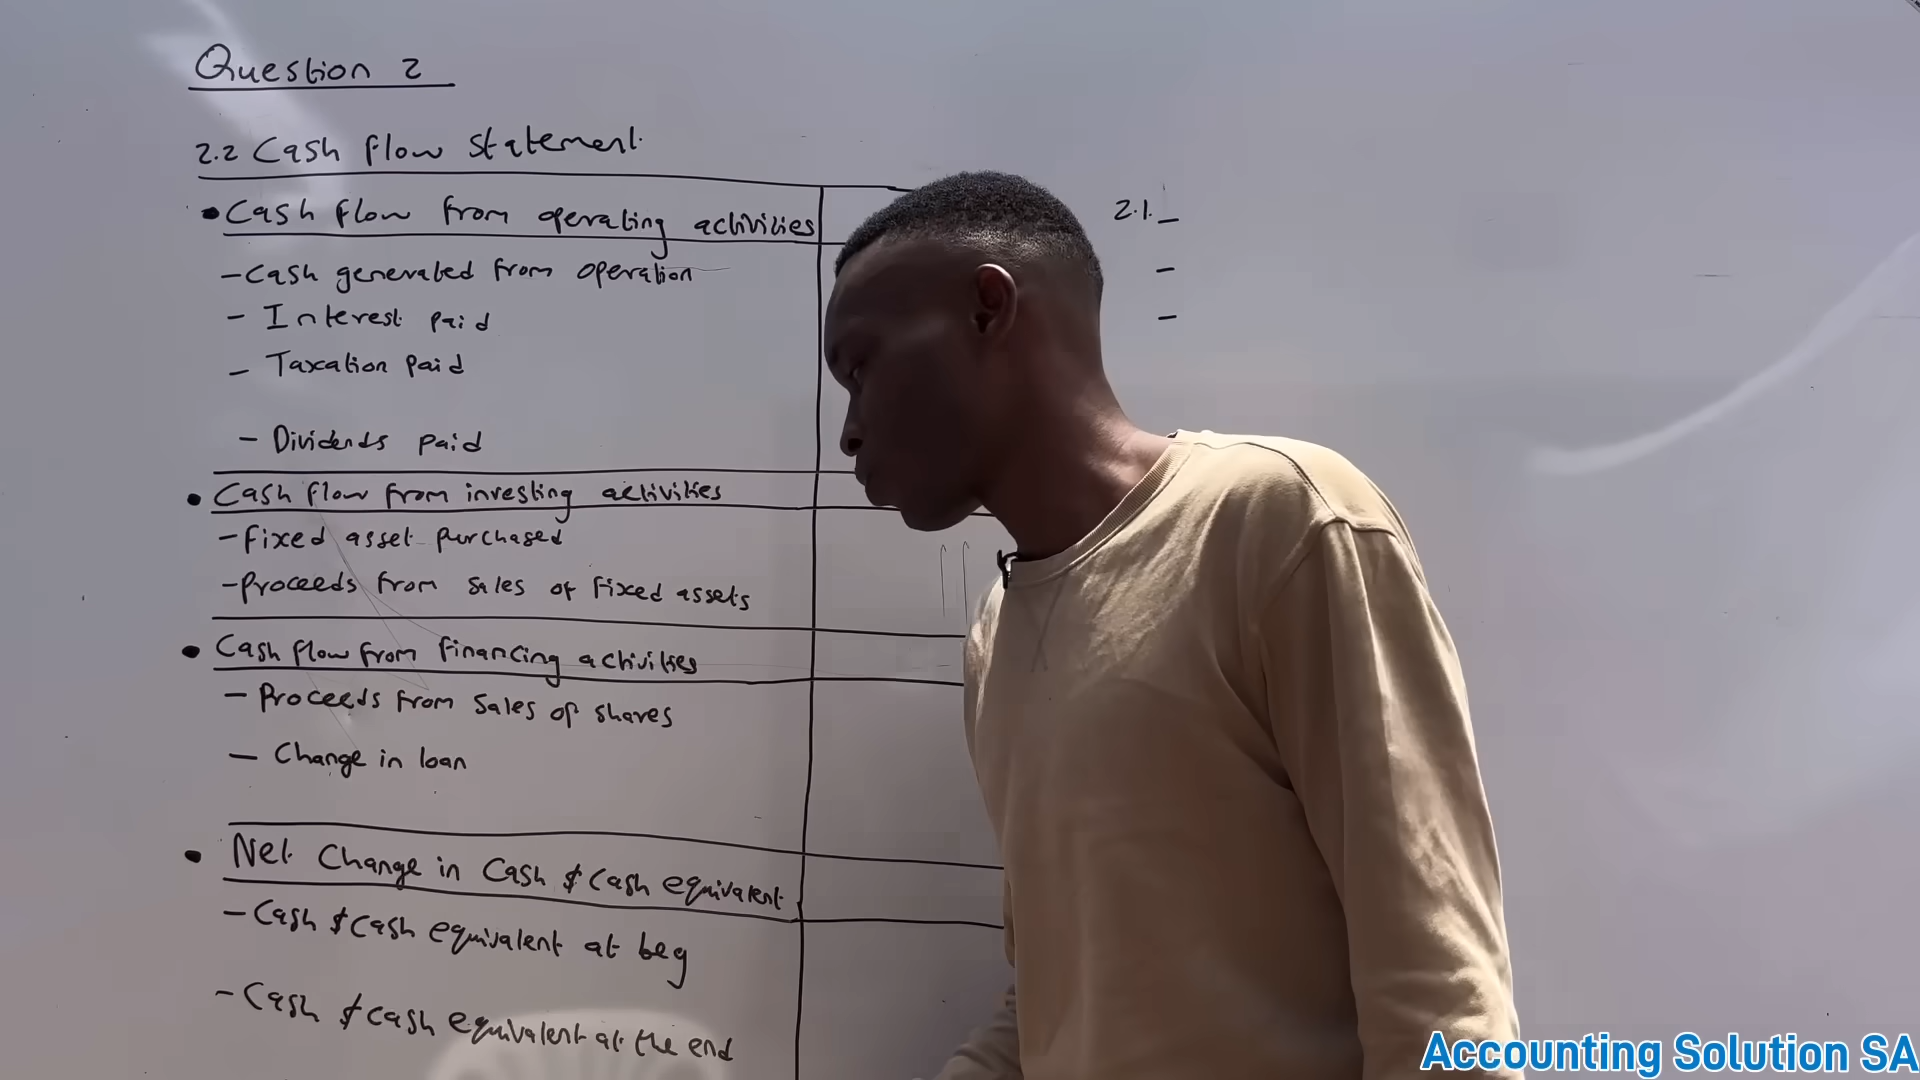 Question 2
2.2 Cash flow statement
• Cash flow from operating activities
- Cash generated from operation
- Interest paid
- Taxation paid
- Dividends paid
• Cash flow from investing activities
- fixed asset purchased
- proceeds from sales of fixed assets
• Cash flow from financing activities
- Proceeds from sales of shares
- Change in loan
• Net change in cash & cash equivalent
- Cash & cash equivalent at beg
- Cash & cash equivalent at the end
2.1. -
-
-
Accounting Solution SA